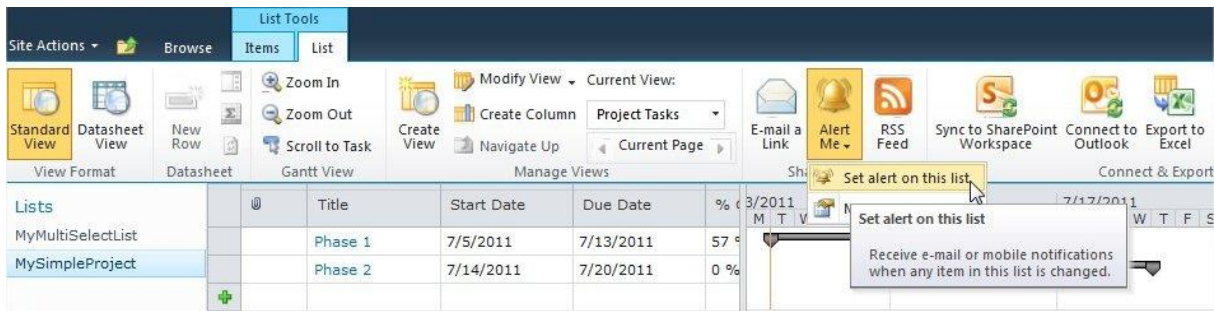 List Tools
Site Actions Browse Items List
Standard View
Datasheet View
View Format
New Row
Datasheet
Zoom In
Zoom Out
Scroll to Task
Gantt View
Create View
Modify View
Create Column
Navigate Up
Current View:
Project Tasks
Current Page
Manage Views
E-mail a Link
Alert Me
RSS Feed
Sh
Sync to SharePoint Workspace
Connect to Outlook
Export to Excel
Connect & Export
Set alert on this list
Lists
MyMultiSelectList
MySimpleProject
Title Start Date Due Date %
3/2011 7/17/2011
M T W W T F S
Phase 1 7/5/2011 7/13/2011 57 %
Phase 2 7/14/2011 7/20/2011 0 %
Set alert on this list
Receive e-mail or mobile notifications
when any item in this list is changed.